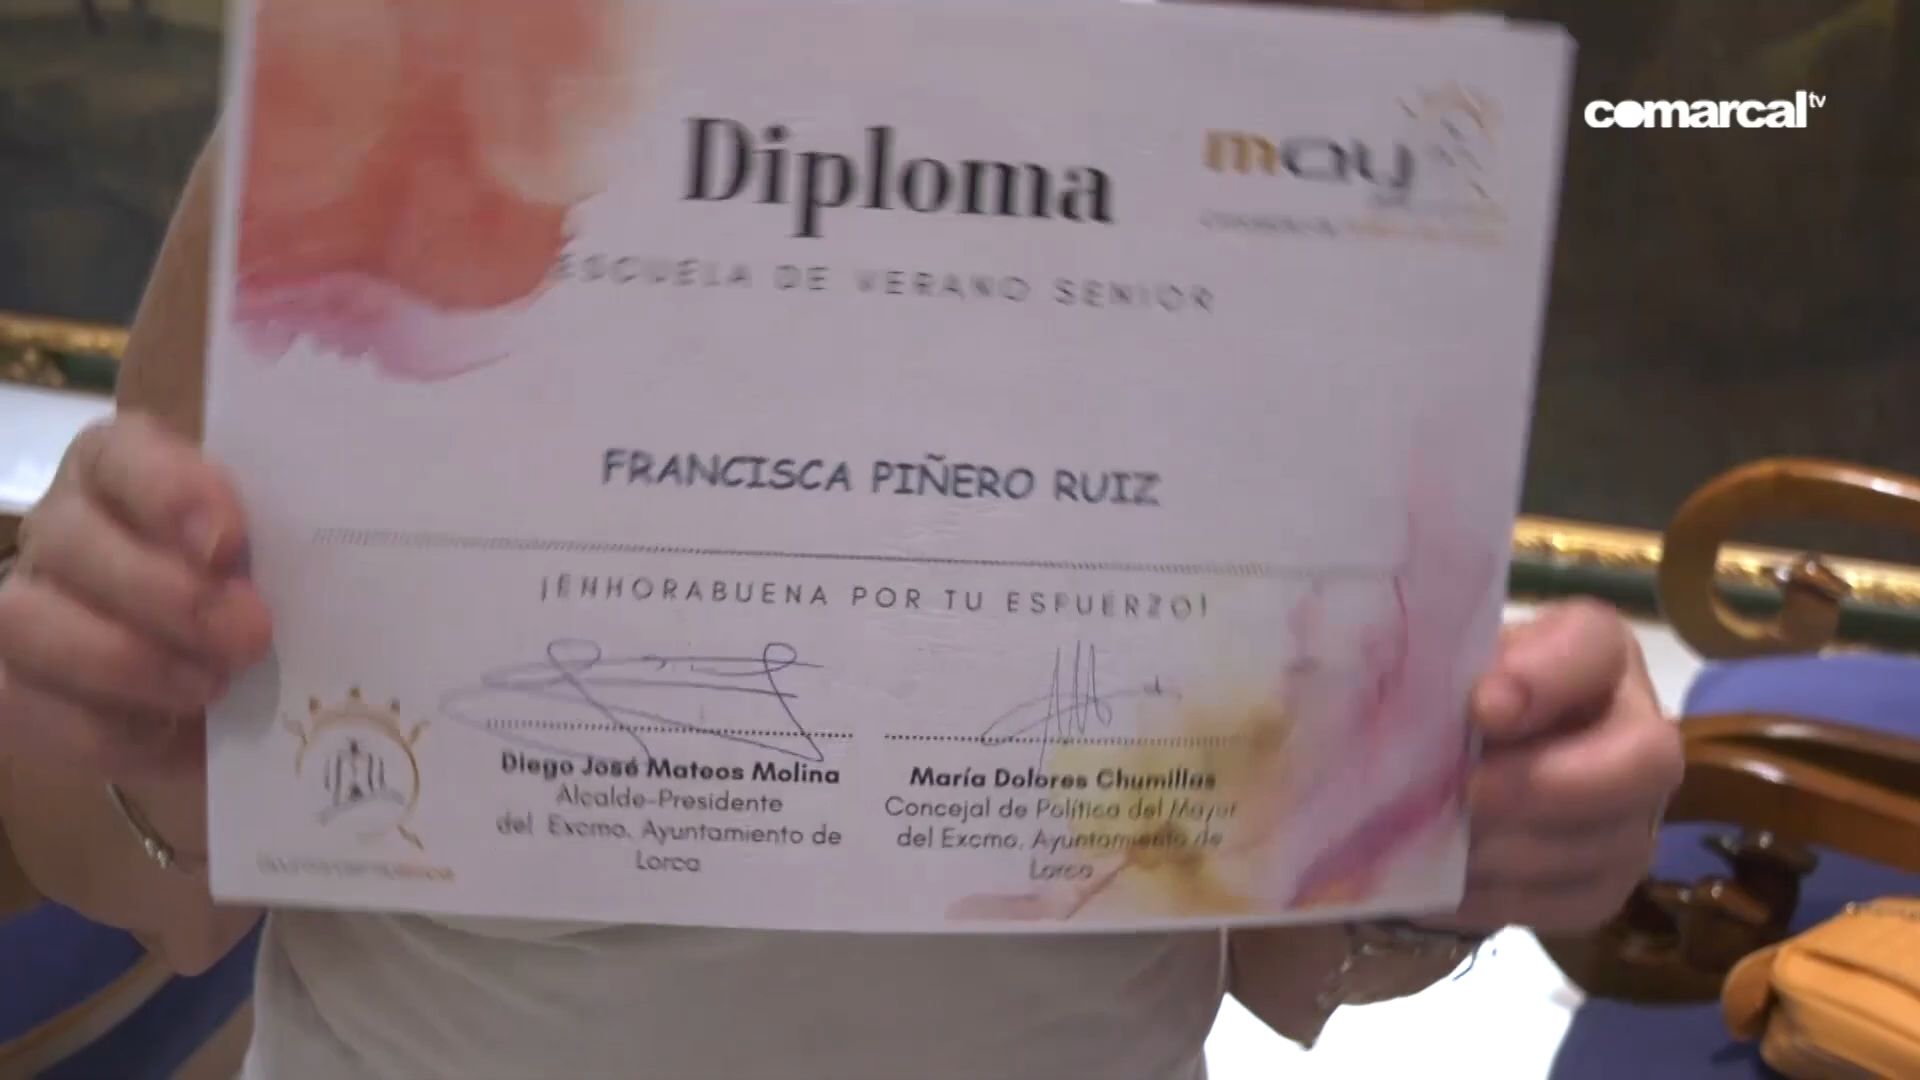 comarcal tv
Diploma
may
ESCUELA DE VERANO SENIOR
FRANCISCA PIÑERO RUIZ
¡ENHORABUENA POR TU ESFUERZO!
Diego José Mateos Molina
Alcalde-Presidente
del Excmo. Ayuntamiento de
Lorca
María Dolores Chumillas
Concejal de Política del Mayor
del Excmo. Ayuntamiento de
Lorca